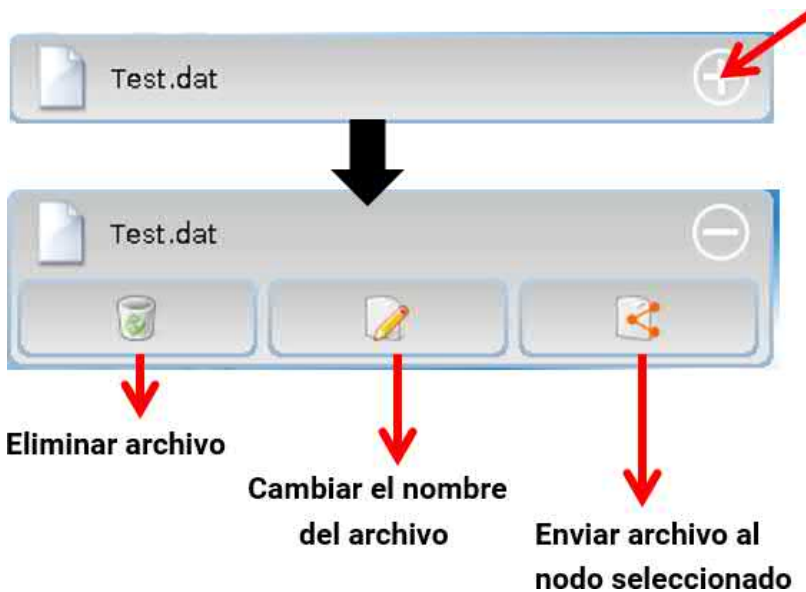 Test.dat
Test.dat
Eliminar archivo
Cambiar el nombre
del archivo
Enviar archivo al
nodo seleccionado